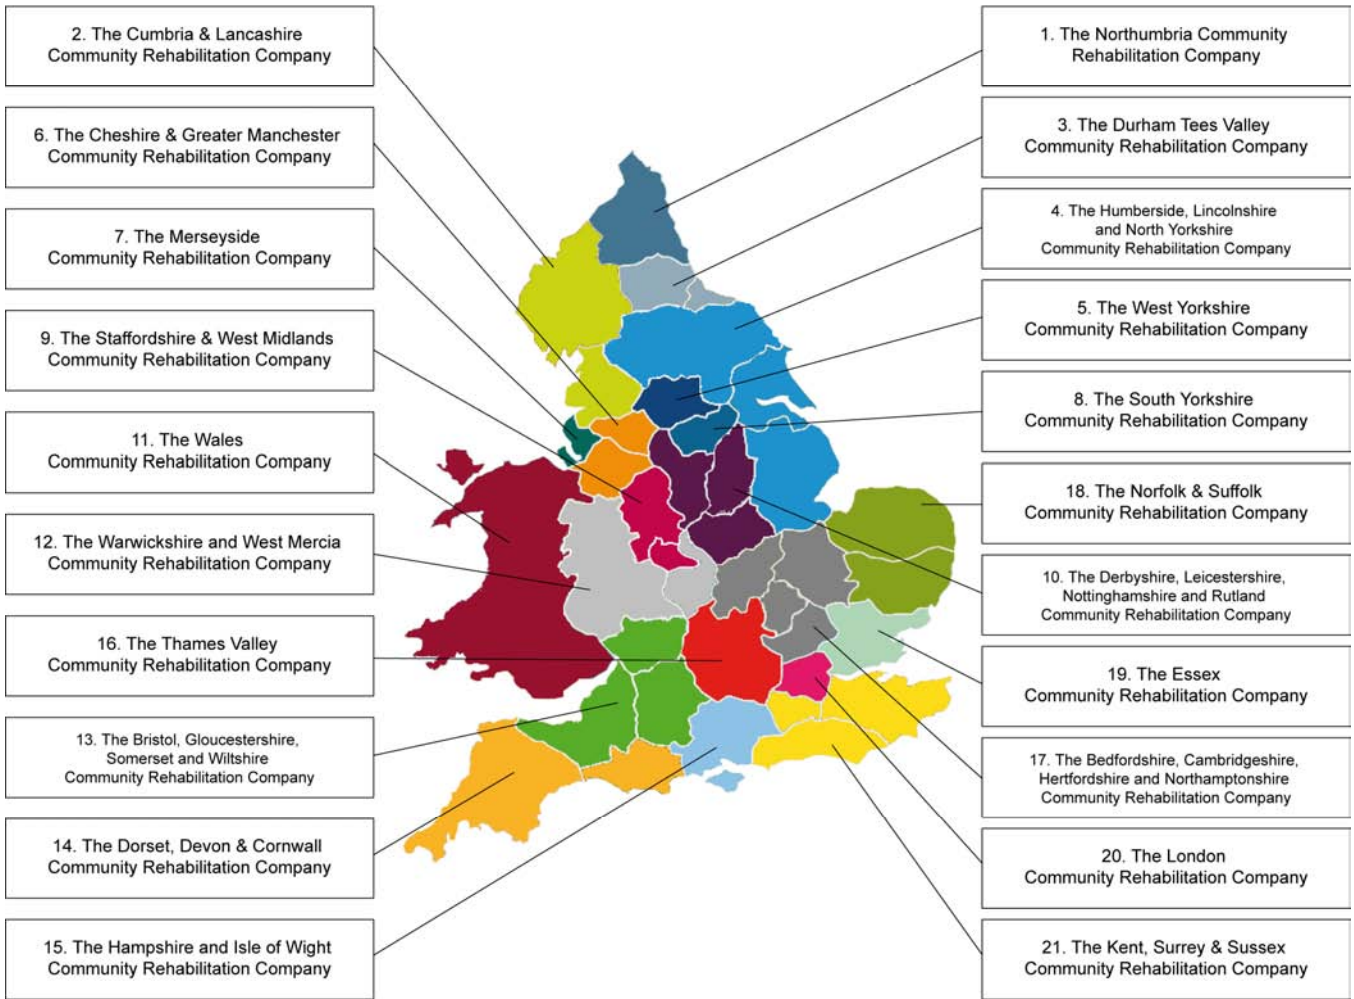 2. The Cumbria & Lancashire
Community Rehabilitation Company
6. The Cheshire & Greater Manchester
Community Rehabilitation Company
7. The Merseyside
Community Rehabilitation Company
9. The Staffordshire & West Midlands
Community Rehabilitation Company
11. The Wales
Community Rehabilitation Company
12. The Warwickshire and West Mercia
Community Rehabilitation Company
16. The Thames Valley
Community Rehabilitation Company
13. The Bristol, Gloucestershire,
Somerset and Wiltshire
Community Rehabilitation Company
14. The Dorset, Devon & Cornwall
Community Rehabilitation Company
15. The Hampshire and Isle of Wight
Community Rehabilitation Company
1. The Northumbria Community
Rehabilitation Company
3. The Durham Tees Valley
Community Rehabilitation Company
4. The Humberside, Lincolnshire
and North Yorkshire
Community Rehabilitation Company
5. The West Yorkshire
Community Rehabilitation Company
8. The South Yorkshire
Community Rehabilitation Company
18. The Norfolk & Suffolk
Community Rehabilitation Company
10. The Derbyshire, Leicestershire,
Nottinghamshire and Rutland
Community Rehabilitation Company
19. The Essex
Community Rehabilitation Company
17. The Bedfordshire, Cambridgeshire,
Hertfordshire and Northamptonshire
Community Rehabilitation Company
20. The London
Community Rehabilitation Company
21. The Kent, Surrey & Sussex
Community Rehabilitation Company